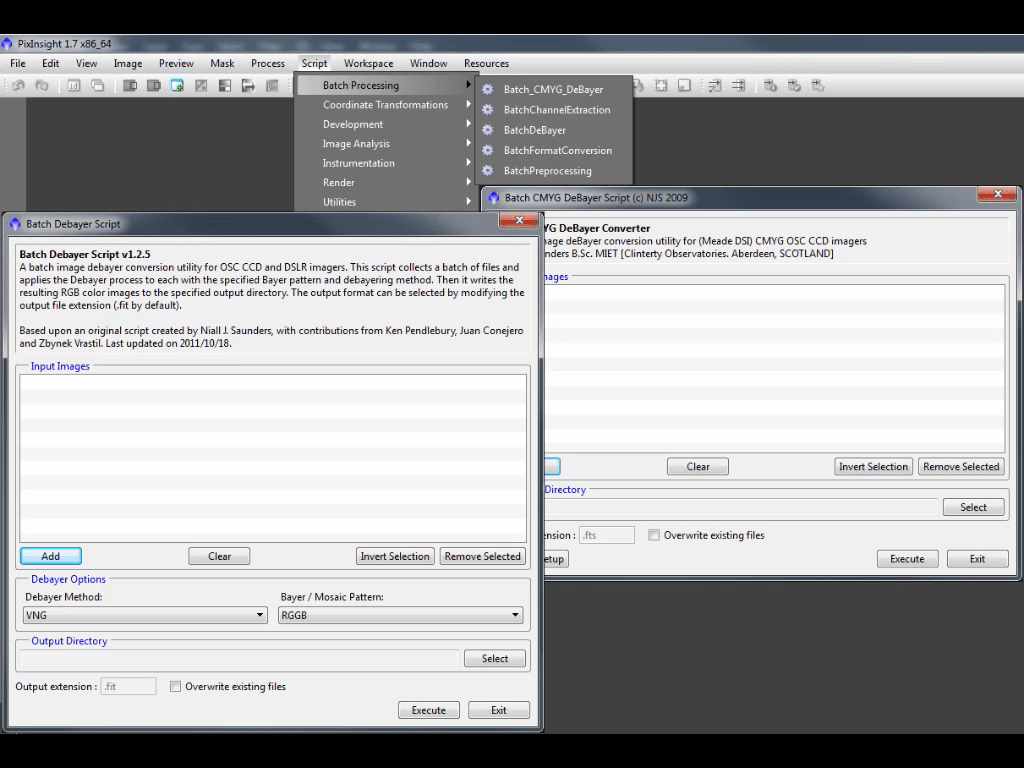 PixInsight 1.7 x86_64
File Edit View Image Preview Mask Process Script Workspace Window Resources
Batch Processing
Coordinate Transformations
Development
Image Analysis
Instrumentation
Render
Utilities
Batch_CMYG_DeBayer
BatchChannelExtraction
BatchDeBayer
BatchFormatConversion
BatchPreprocessing
Batch CMYG DeBayer Script (c) NJS 2009
YG DeBayer Converter
mage deBayer conversion utility for (Meade DSI) CMYG OSC CCD imagers
nders B.Sc. MIET [Clinterty Observatories. Aberdeen, SCOTLAND]
mages
Clear Invert Selection Remove Selected
Directory
Select
ension : .fts Overwrite existing files
etup Execute Exit
Batch Debayer Script
Batch Debayer Script v1.2.5
A batch image debayer conversion utility for OSC CCD and DSLR imagers. This script collects a batch of files and
applies the Debayer process to each with the specified Bayer pattern and debayering method. Then it writes the
resulting RGB color images to the specified output directory. The output format can be selected by modifying the
output file extension (.fit by default).
Based upon an original script created by Niall J. Saunders, with contributions from Ken Pendlebury, Juan Conejero
and Zbynek Vrastil. Last updated on 2011/10/18.
Input Images
Add Clear Invert Selection Remove Selected
Debayer Options
Debayer Method: Bayer / Mosaic Pattern:
VNG RGGB
Output Directory
Select
Output extension : .fit Overwrite existing files
Execute Exit